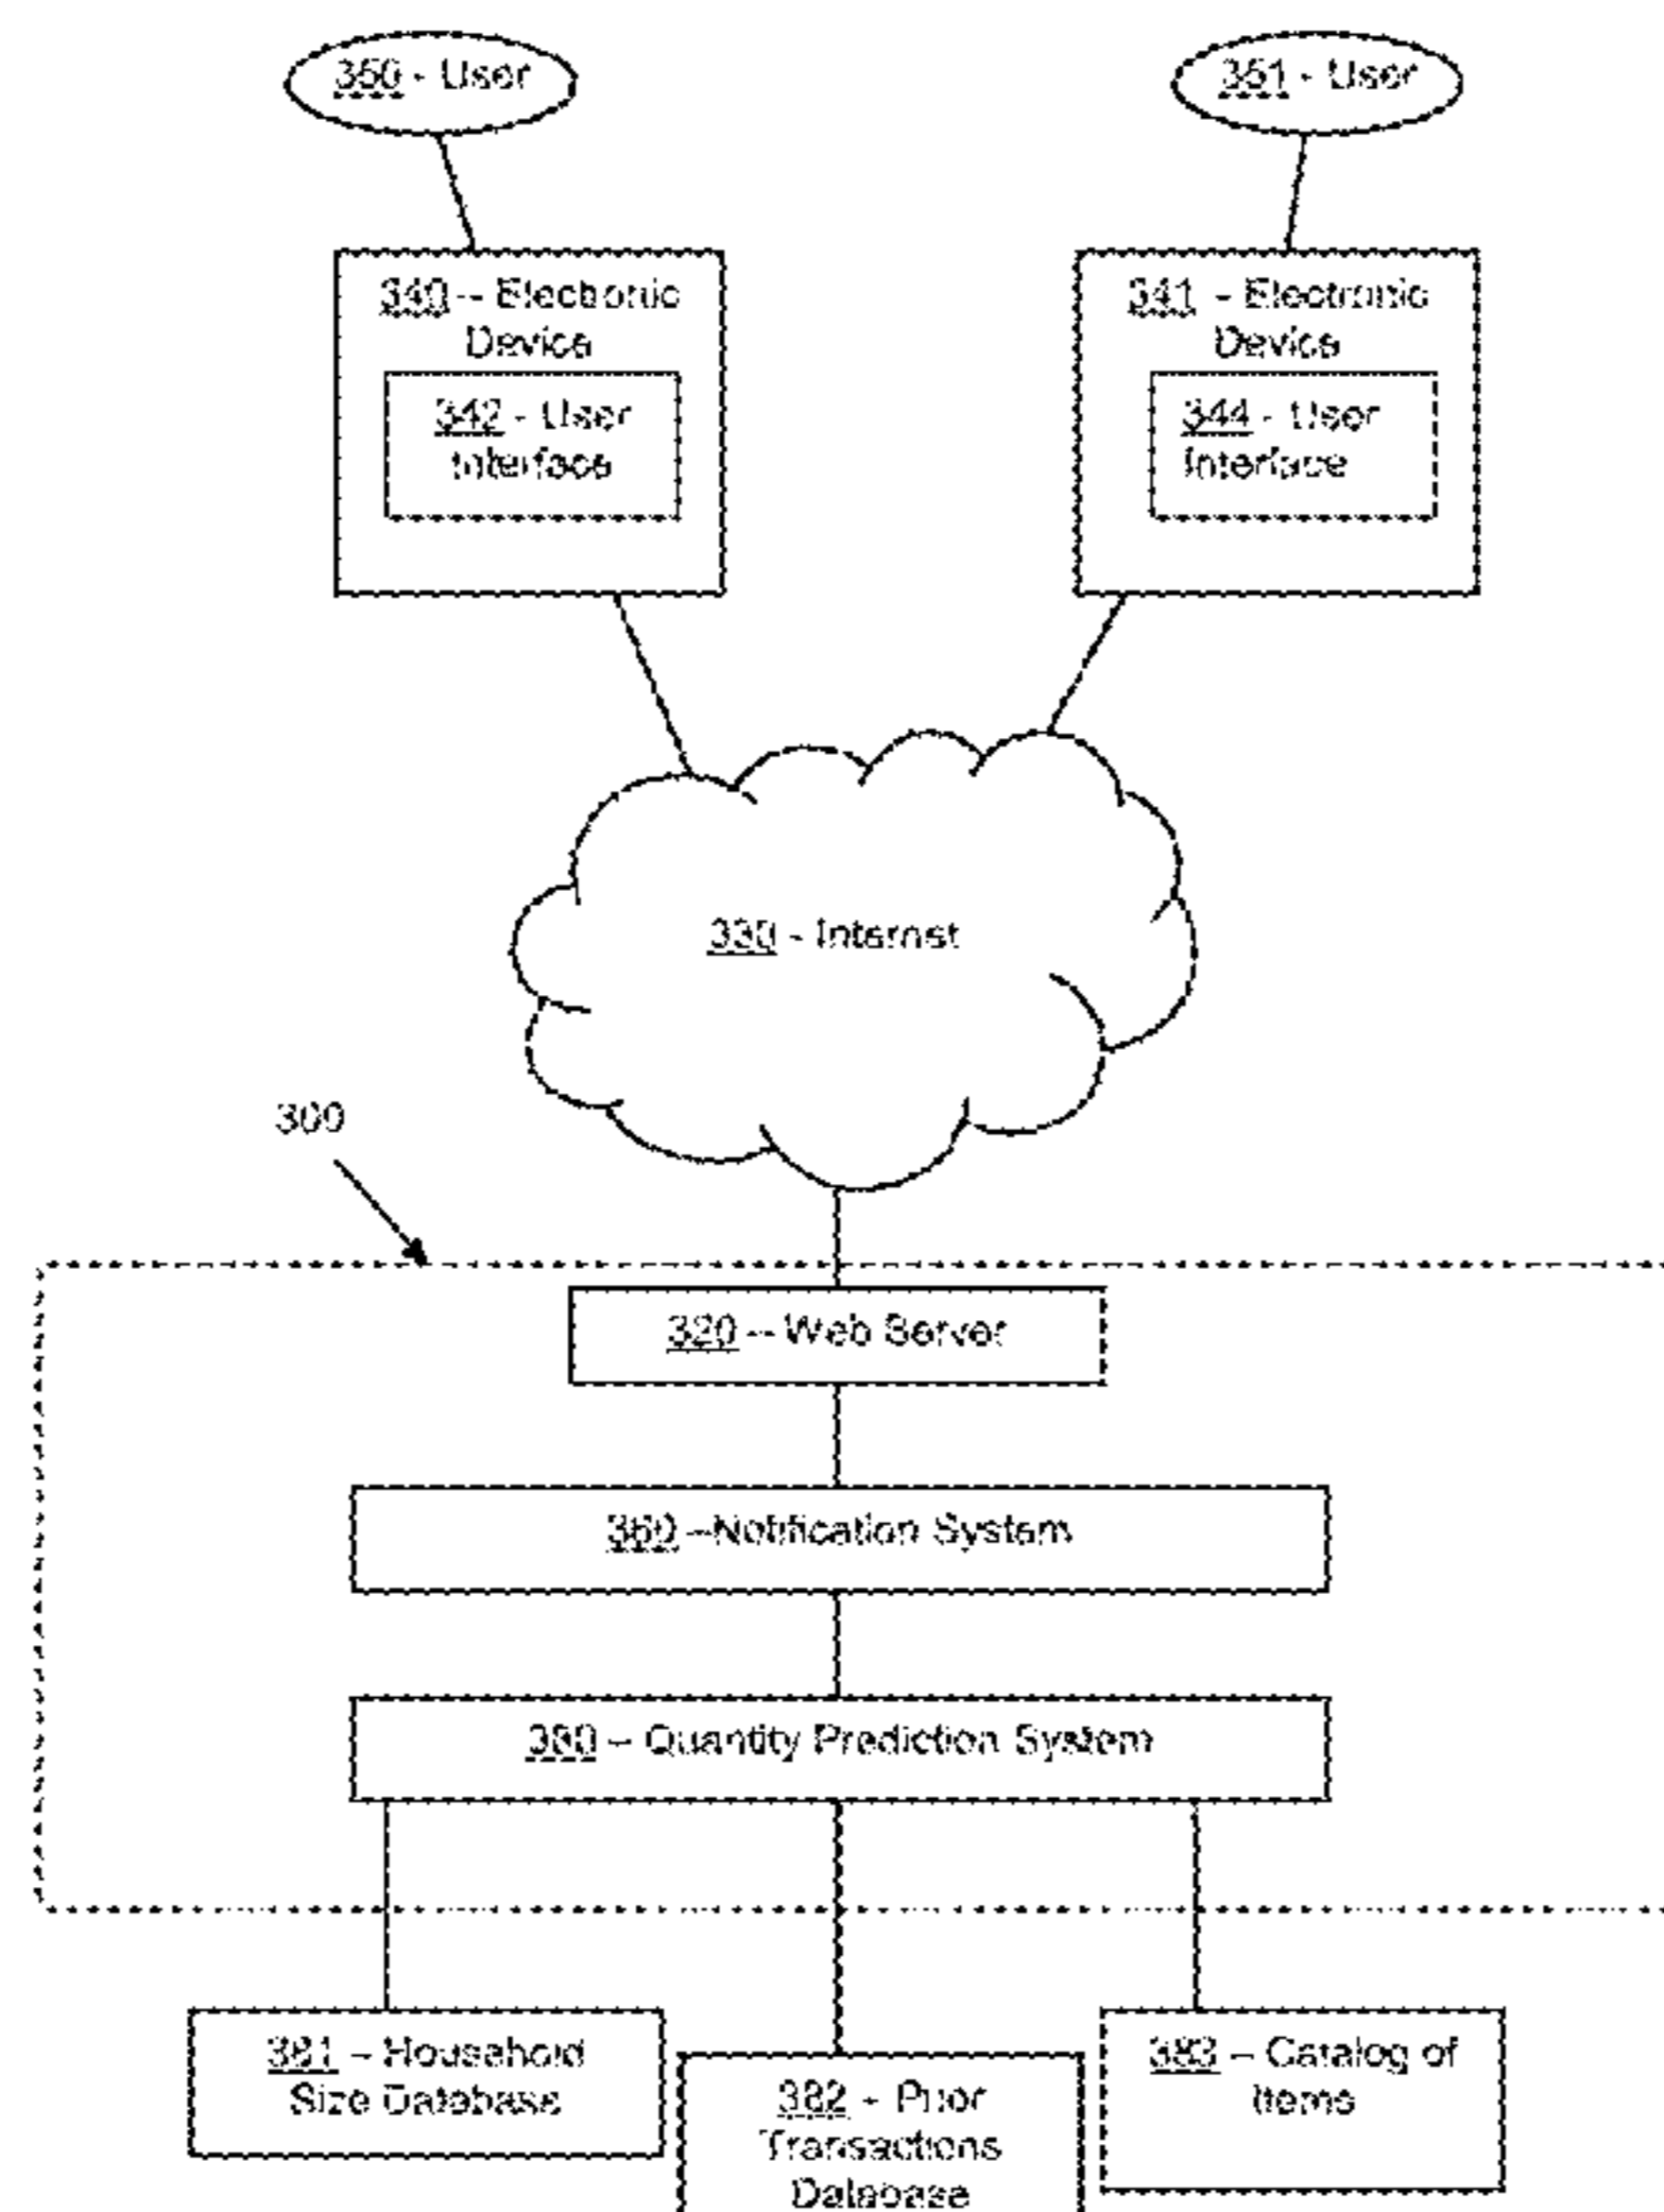 350 - User
351 - User
340 – Electronic
Device
342 - User
Interface
341 – Electronic
Device
344 - User
Interface
330 - Internet
300
320 – Web Server
360 –Notification System
380 – Quantity Prediction System
381 – Household
Size Database
382 - Prior
Transactions
Database
383 – Catalog of
Items